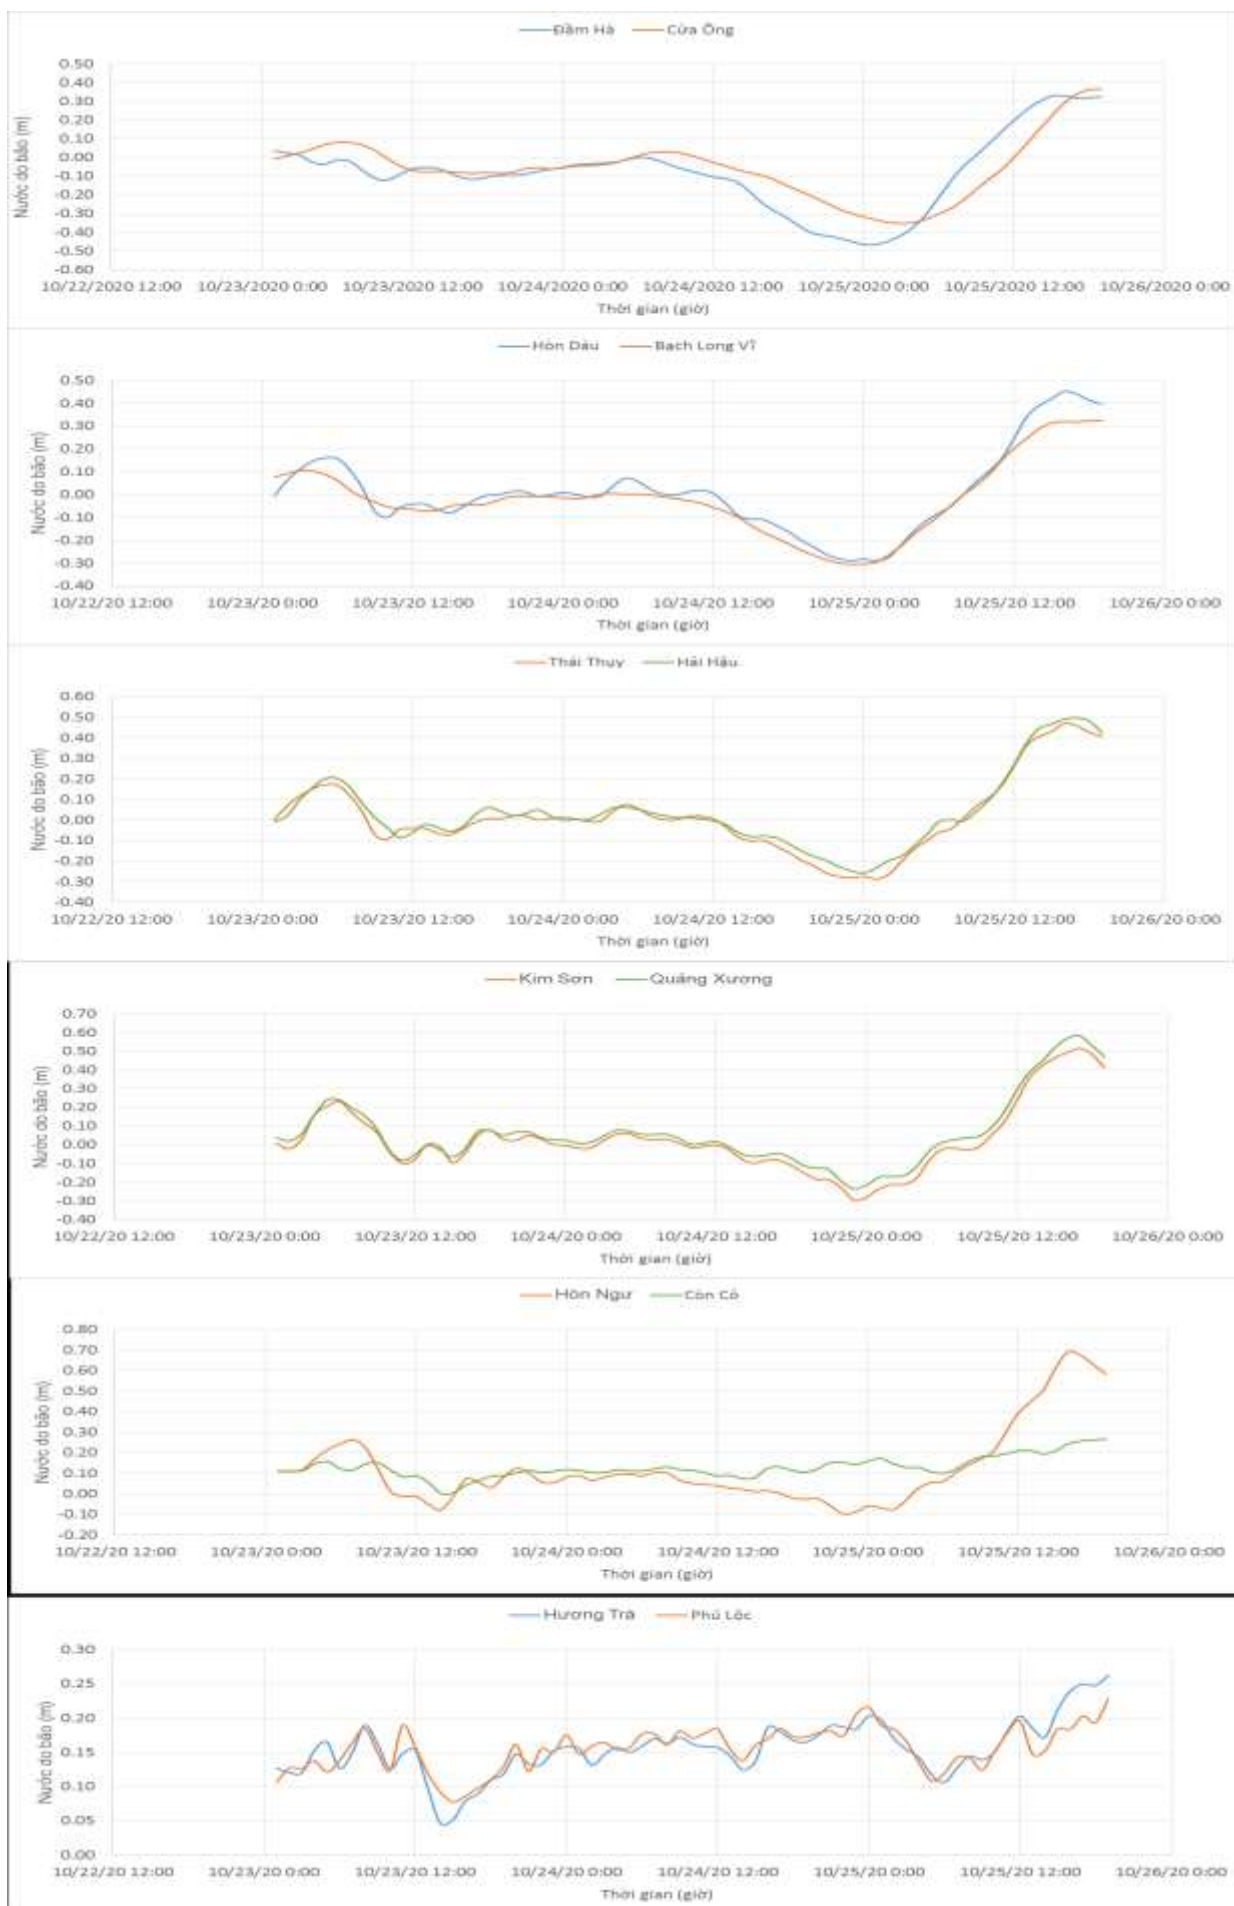 Đầm Hà Cửa Ông
Nước do bão (m)
0.50
0.40
0.30
0.20
0.10
0.00
-0.10
-0.20
-0.30
-0.40
-0.50
-0.60
10/22/2020 12:00 10/23/2020 0:00 10/23/2020 12:00 10/24/2020 0:00 10/24/2020 12:00 10/25/2020 0:00 10/25/2020 12:00 10/26/2020 0:00
Thời gian (giờ)
Hòn Dáu Bạch Long Vĩ
Nước do bão (m)
0.50
0.40
0.30
0.20
0.10
0.00
-0.10
-0.20
-0.30
-0.40
10/22/20 12:00 10/23/20 0:00 10/23/20 12:00 10/24/20 0:00 10/24/20 12:00 10/25/20 0:00 10/25/20 12:00 10/26/20 0:00
Thời gian (giờ)
Thái Thụy Hải Hậu
Nước do bão (m)
0.60
0.50
0.40
0.30
0.20
0.10
0.00
-0.10
-0.20
-0.30
-0.40
10/22/20 12:00 10/23/20 0:00 10/23/20 12:00 10/24/20 0:00 10/24/20 12:00 10/25/20 0:00 10/25/20 12:00 10/26/20 0:00
Thời gian (giờ)
Kim Sơn Quảng Xương
Nước do bão (m)
0.70
0.60
0.50
0.40
0.30
0.20
0.10
0.00
-0.10
-0.20
-0.30
-0.40
10/22/20 12:00 10/23/20 0:00 10/23/20 12:00 10/24/20 0:00 10/24/20 12:00 10/25/20 0:00 10/25/20 12:00 10/26/20 0:00
Thời gian (giờ)
Hòn Ngư Cồn Cỏ
Nước do bão (m)
0.80
0.70
0.60
0.50
0.40
0.30
0.20
0.10
0.00
-0.10
-0.20
10/22/20 12:00 10/23/20 0:00 10/23/20 12:00 10/24/20 0:00 10/24/20 12:00 10/25/20 0:00 10/25/20 12:00 10/26/20 0:00
Thời gian (giờ)
Hương Trà Phú Lộc
Nước do bão (m)
0.30
0.25
0.20
0.15
0.10
0.05
0.00
10/22/20 12:00 10/23/20 0:00 10/23/20 12:00 10/24/20 0:00 10/24/20 12:00 10/25/20 0:00 10/25/20 12:00 10/26/20 0:00
Thời gian (giờ)